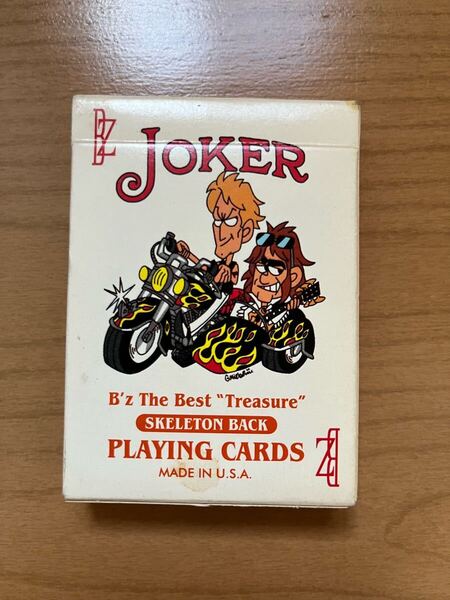 B'z
JOKER
B'z The Best "Treasure"
SKELETON BACK
PLAYING CARDS
MADE IN U.S.A.
B'z